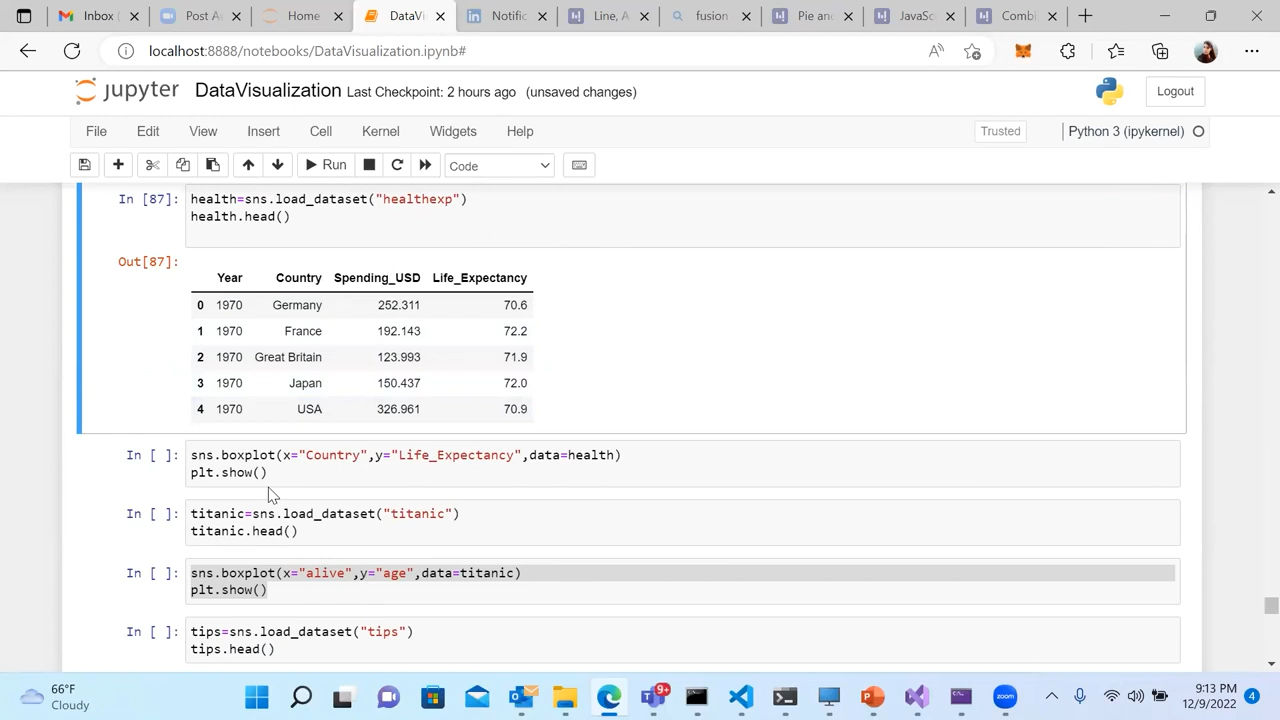 Inbox (
Post A
Home
DataVi
Notific
Line, A
fusion
Pie and
JavaSc
Combi
localhost:8888/notebooks/DataVisualization.ipynb#
jupyter DataVisualization Last Checkpoint: 2 hours ago (unsaved changes)
Logout
File Edit View Insert Cell Kernel Widgets Help
Trusted
Python 3 (ipykernel)
Run
Code
In [87]:
health=sns.load_dataset("healthexp")
health.head()
Out[87]:
Year Country Spending_USD Life_Expectancy
0 1970 Germany 252.311 70.6
1 1970 France 192.143 72.2
2 1970 Great Britain 123.993 71.9
3 1970 Japan 150.437 72.0
4 1970 USA 326.961 70.9
In [ ]:
sns.boxplot(x="Country",y="Life_Expectancy",data=health)
plt.show()
In [ ]:
titanic=sns.load_dataset("titanic")
titanic.head()
In [ ]:
sns.boxplot(x="alive",y="age",data=titanic)
plt.show()
In [ ]:
tips=sns.load_dataset("tips")
tips.head()
66°F
Cloudy
9+
zoom
9:13 PM
12/9/2022
4